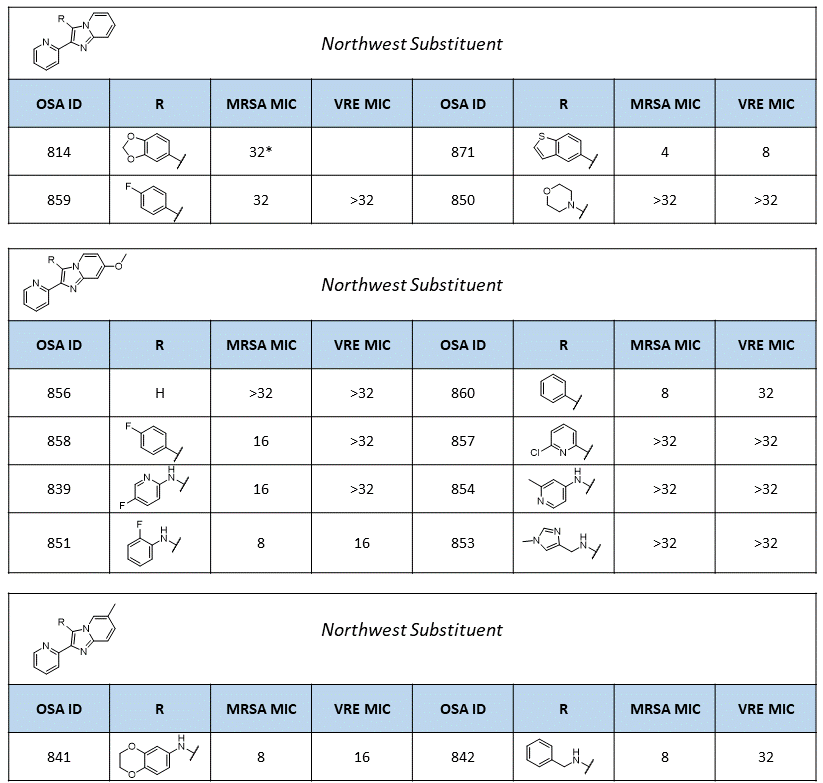 R N N N Northwest Substituent
OSA ID R MRSA MIC VRE MIC OSA ID R MRSA MIC VRE MIC
814 O O 32* 871 S 4 8
859 F 32 >32 850 O N >32 >32
R N N N O Northwest Substituent
OSA ID R MRSA MIC VRE MIC OSA ID R MRSA MIC VRE MIC
856 H >32 >32 860 8 32
858 F 16 >32 857 Cl N >32 >32
839 F N H N 16 >32 854 N H N >32 >32
851 F H N 8 16 853 N N H N >32 >32
R N N N Northwest Substituent
OSA ID R MRSA MIC VRE MIC OSA ID R MRSA MIC VRE MIC
841 O O H N 8 16 842 H N 8 32